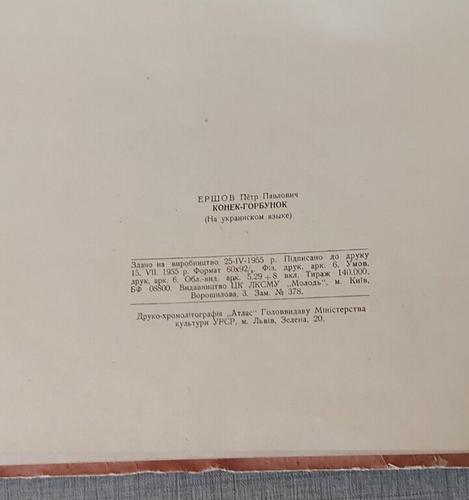 ЕРШОВ Пётр Павлович
КОНЕК-ГОРБУНОК
(На украинском языке)
Здано на виробництво 25-IV-1955 р. Підписано до друку
15. VII. 1955 р. Формат 60х92/₈. Фіз. друк. арк. 6. Умов.
друк. арк. 6. Обл.-вид. арк. 5,29 + 8 вкл. Тираж 140.000.
БФ 08800. Видавництво ЦК ЛКСМУ „Молодь", м. Київ,
Ворошилова, 3. Зам. № 378.
Друко-хромолітографія „Атлас" Головвидаву Міністерства
культури УРСР, м. Львів, Зелена, 20.